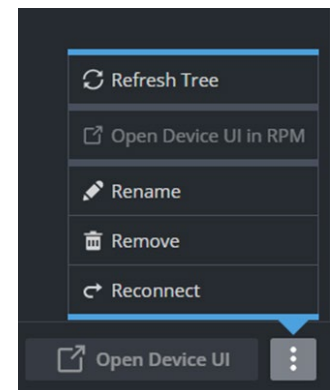 Refresh Tree
Open Device UI in RPM
Rename
Remove
Reconnect
Open Device UI